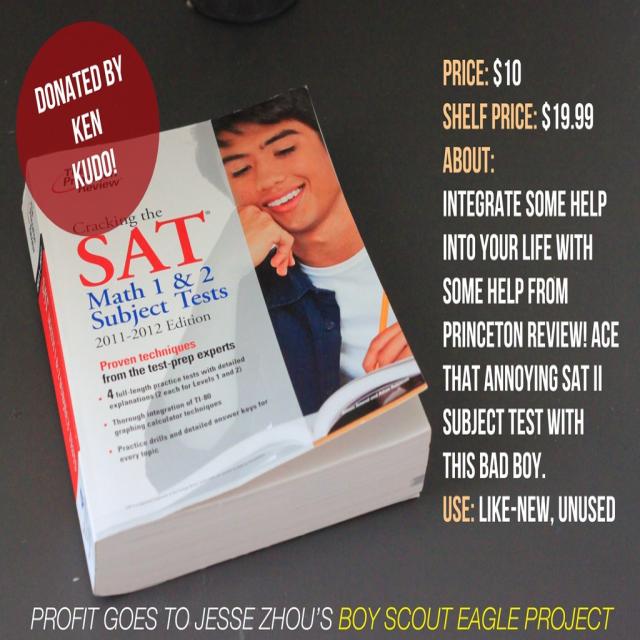 DONATED BY
KEN
KUDO!
PRICE: $10
SHELF PRICE: $19.99
ABOUT:
INTEGRATE SOME HELP
INTO YOUR LIFE WITH
SOME HELP FROM
PRINCETON REVIEW! ACE
THAT ANNOYING SAT II
SUBJECT TEST WITH
THIS BAD BOY.
USE: LIKE-NEW, UNUSED
Review
Cracking the
SAT
Math 1 & 2
Subject Tests
2011-2012 Edition
Proven techniques
from the test-prep experts
• 4 full-length practice tests with detailed
explanations (2 each for Levels 1 and 2)
• Thorough integration of TI-80
graphing calculator techniques
• Practice drills and detailed answer keys for
every topic
PROFIT GOES TO JESSE ZHOU'S BOY SCOUT EAGLE PROJECT